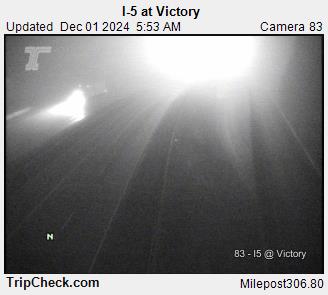 I-5 at Victory
Updated Dec 01 2024 5:53 AM Camera 83
T
N
83 - I5 @ Victory
TripCheck.com Milepost306.80